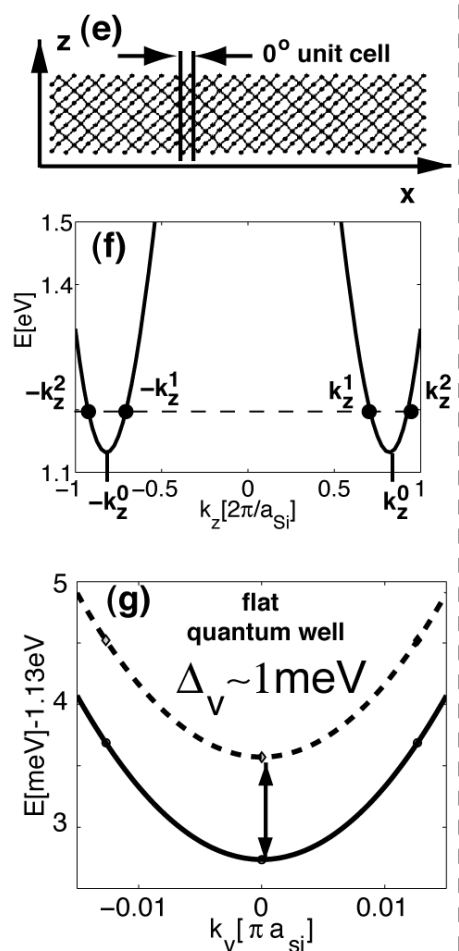 z (e) 0° unit cell
x
(f)
1.5
1.4
E[eV]
-k_z^2 -k_z^1 k_z^1 k_z^2
1.1
-1 -0.5 0 0.5 1
-k_z^0 k_z[2π/a_Si] k_z^0
5
(g) flat
quantum well
Δ_v~1meV
4
E[meV]-1.13eV
3
−0.01 0 0.01
k_y[π a_si]